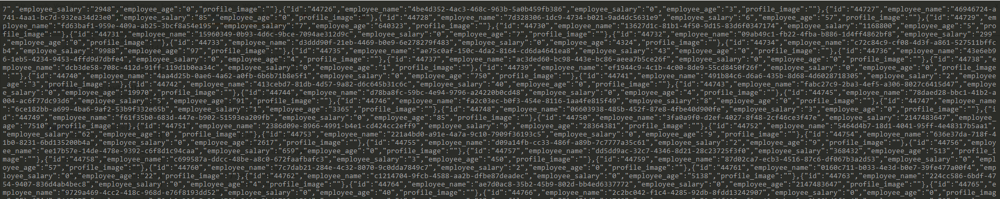 7","employee_salary":"2948","employee_age":"0","profile_image":""},{"id":"44726","employee_name":"4be4d352-4ac3-468c-963b-5a0b459fb386","employee_salary":"0","employee_age":"3","profile_image":""},{"id":"44727","employee_name":"46946724-a
741-4aa1-bc7d-932ea34d23e0","employee_salary":"85","employee_age":"0","profile_image":""},{"id":"44728","employee_name":"7d328306-1dc9-4734-b021-9ad4dc5631e9","employee_salary":"6","employee_age":"57","profile_image":""},{"id":"44729","em
ployee_name":"fd63baf1-959e-409a-ab25-3bcf8a54e195","employee_salary":"7","employee_age":"640323","profile_image":""},{"id":"44730","employee_name":"13627d1c-81b1-4f50-9d15-83d6f0347174","employee_salary":"1168800","employee_age":"5","pro
file_image":""},{"id":"44731","employee_name":"15960349-0b93-4d6c-9bce-7094ae312d9c","employee_salary":"0","employee_age":"7","profile_image":""},{"id":"44732","employee_name":"09ab49c1-fb22-4fba-b886-1d4ff4862bf8","employee_salary":"299"
,"employee_age":"0","profile_image":""},{"id":"44733","employee_name":"d3ddd90f-21eb-4469-b0e9-6e278279f483","employee_salary":"0","employee_age":"4324","profile_image":""},{"id":"44734","employee_name":"c72c84c9-cf08-4d3f-a861-527511bffc
b4","employee_salary":"9988","employee_age":"97","profile_image":""},{"id":"44735","employee_name":"ae75c0af-150c-4da2-8164-cd6da4641ea8","employee_salary":"43","employee_age":"0","profile_image":""},{"id":"44736","employee_name":"43e6eb9
6-1eb5-4234-9453-4ffd9d7dbfe4","employee_salary":"0","employee_age":"4","profile_image":""},{"id":"44737","employee_name":"ac3ded60-bc98-443e-bc86-aeea7b5ce26f","employee_salary":"0","employee_age":"0","profile_image":""},{"id":"44738","e
mployee_name":"dcb3de58-708c-412d-91ff-119d1b0ea34c","employee_salary":"0","employee_age":"1","profile_image":""},{"id":"44739","employee_name":"ef1944c9-4c1b-4c00-8de9-55cd8450f26f","employee_salary":"0","employee_age":"0","profile_image"
:""},{"id":"44740","employee_name":"4aa4d25b-0ae6-4a62-a0fb-6b6b71b8e5f1","employee_salary":"0","employee_age":"750","profile_image":""},{"id":"44741","employee_name":"491b84c6-d6a6-435b-8d68-4d6028718305","employee_salary":"2","employee
_age":"3","profile_image":""},{"id":"44742","employee_name":"413cebd7-81db-4d57-9a82-d6c645b31c6c","employee_salary":"40","employee_age":"0","profile_image":""},{"id":"44743","employee_name":"fabc27c9-2ba3-4ef5-a306-8027c6415d47","employe
e_salary":"0","employee_age":"19970","profile_image":""},{"id":"44744","employee_name":"d78ba8fc-59bc-4e94-9796-a24220b0cd48","employee_salary":"0","employee_age":"4","profile_image":""},{"id":"44745","employee_name":"78daed28-bbc1-41b2-a
004-ac6f77dc93d6","employee_salary":"5","employee_age":"91","profile_image":""},{"id":"44746","employee_name":"fa2c03ec-b0f3-454e-8116-1aa4fe815f49","employee_salary":"8","employee_age":"0","profile_image":""},{"id":"44747","employee_name"
:"6ce182bb-a699-4ba6-9af2-53b9f332e65b","employee_salary":"1","employee_age":"3365","profile_image":""},{"id":"44748","employee_name":"06603938-485b-452f-87e8-4fbe40d900fe","employee_salary":"3","employee_age":"0","profile_image":""},{"i
d":"44749","employee_name":"f61f35b0-683d-447e-b902-51593ea209fb","employee_salary":"0","employee_age":"85","profile_image":""},{"id":"44750","employee_name":"3fa0a9f0-d2ef-4027-8f48-2cf46ce3f47e","employee_salary":"2147483647","employee_
age":"7510","profile_image":""},{"id":"44751","employee_name":"2386d09e-8966-4991-b4e1-cd424cc2eff9","employee_salary":"9","employee_age":"28364381","profile_image":""},{"id":"44752","employee_name":"5464d4b7-18d1-4041-95ff-4e48317b5aa1",
"employee_salary":"62","employee_age":"0","profile_image":""},{"id":"44753","employee_name":"221a4bd0-a91e-4a7a-9c10-7909f36193c5","employee_salary":"0","employee_age":"9","profile_image":""},{"id":"44754","employee_name":"636e37da-718f-4
1b0-8231-6bd135200b4a","employee_salary":"0","employee_age":"2617","profile_image":""},{"id":"44755","employee_name":"d09a14fb-cc33-486f-a89b-7c7777a35c61","employee_salary":"2","employee_age":"9","profile_image":""},{"id":"44756","employ
ee_name":"ee17b57e-14de-478e-9392-c6f8d1c94caa","employee_salary":"659","employee_age":"0","profile_image":""},{"id":"44757","employee_name":"dd5dd9ac-32c7-4346-8d21-28c23725f3f0","employee_salary":"368432","employee_age":"513","profile_i
mage":""},{"id":"44758","employee_name":"c699587a-ddcc-48be-a8c0-672faafbafc3","employee_salary":"3","employee_age":"450","profile_image":""},{"id":"44759","employee_name":"87d02ca7-ecb3-4516-87c6-df067b3a2d53","employee_salary":"0","empl
oyee_age":"57","profile_image":""},{"id":"44760","employee_name":"7c7dab21-284e-4c32-8070-9c0dda7849c7","employee_salary":"2","employee_age":"0","profile_image":""},{"id":"44761","employee_name":"0160c711-b033-4e3d-b0e7-39fe477a00f4","emp
loyee_salary":"0","employee_age":"22","profile_image":""},{"id":"44762","employee_name":"c1214704-9fcb-4588-aa2b-dfbe87deadec","employee_salary":"0","employee_age":"5138","profile_image":""},{"id":"44763","employee_name":"224cc586-6bdf-47
54-9407-836d4ab4bec8","employee_salary":"0","employee_age":"4","profile_image":""},{"id":"44764","employee_name":"ae7d0ac8-35b2-45b9-802d-bb4ed6337772","employee_salary":"0","employee_age":"2147483647","profile_image":""},{"id":"44765","e
mployee_name":"9729a469-4cc2-418c-968d-e76f8193dd52","employee_salary":"0","employee_age":"40","profile_image":""},{"id":"44766","employee_name":"2c2bc042-f1c4-4285-92db-8fdd13242907","employee_salary":"0","employee_age":"0","profile_imag